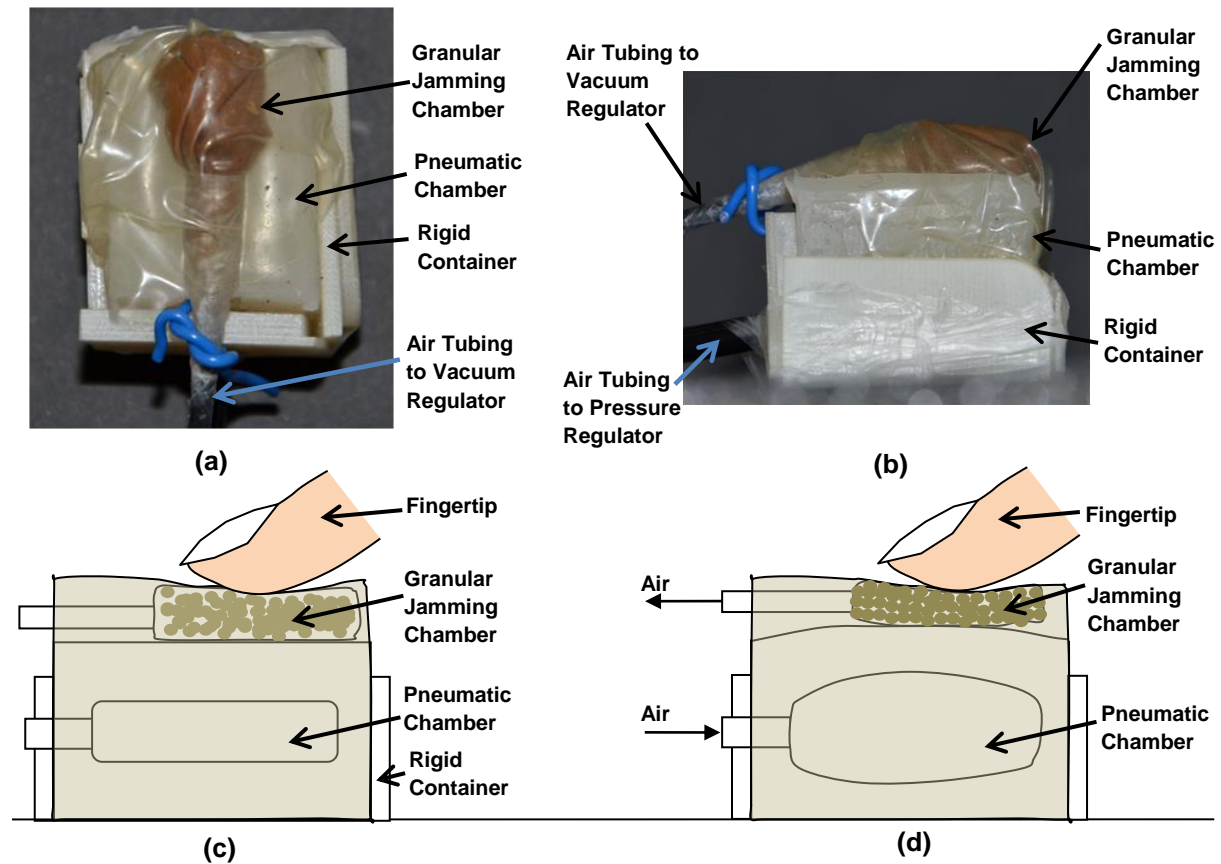 Granular
Jamming
Chamber
Pneumatic
Chamber
Rigid
Container
Air Tubing
to Vacuum
Regulator
(a)
Air Tubing to
Vacuum
Regulator
Granular
Jamming
Chamber
Pneumatic
Chamber
Rigid
Container
Air Tubing
to Pressure
Regulator
(b)
Fingertip
Granular
Jamming
Chamber
Pneumatic
Chamber
Rigid
Container
(c)
Fingertip
Air
Granular
Jamming
Chamber
Air
Pneumatic
Chamber
(d)